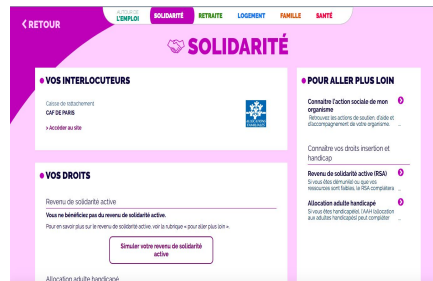 RETOUR
AUTOUR DE
L'EMPLOI
SOLIDARITÉ
RETRAITE
LOGEMENT
FAMILLE
SANTÉ
SOLIDARITÉ
VOS INTERLOCUTEURS
Caisse de rattachement
CAF DE PARIS
> Accéder au site
ALLOCATIONS
FAMILIALES
VOS DROITS
Revenu de solidarité active
Vous ne bénéficiez pas du revenu de solidarité active.
Pour en savoir plus sur le revenu de solidarité active, voir la rubrique « pour aller plus loin ».
Simuler votre revenu de solidarité
active
Allocation adulte handicapé
POUR ALLER PLUS LOIN
Connaitre l'action sociale de mon
organisme
Retrouvez les actions de soutien, d'aide et
d'accompagnement de votre organisme. ...
Connaitre vos droits insertion et
handicap
Revenu de solidarité active (RSA)
Si vous êtes démuni(e) ou que vos
ressources sont faibles, le RSA complétera ...
Allocation adulte handicapé
Si vous êtes handicapé(e), l'AAH (allocation
aux adultes handicapés) peut compléter ...